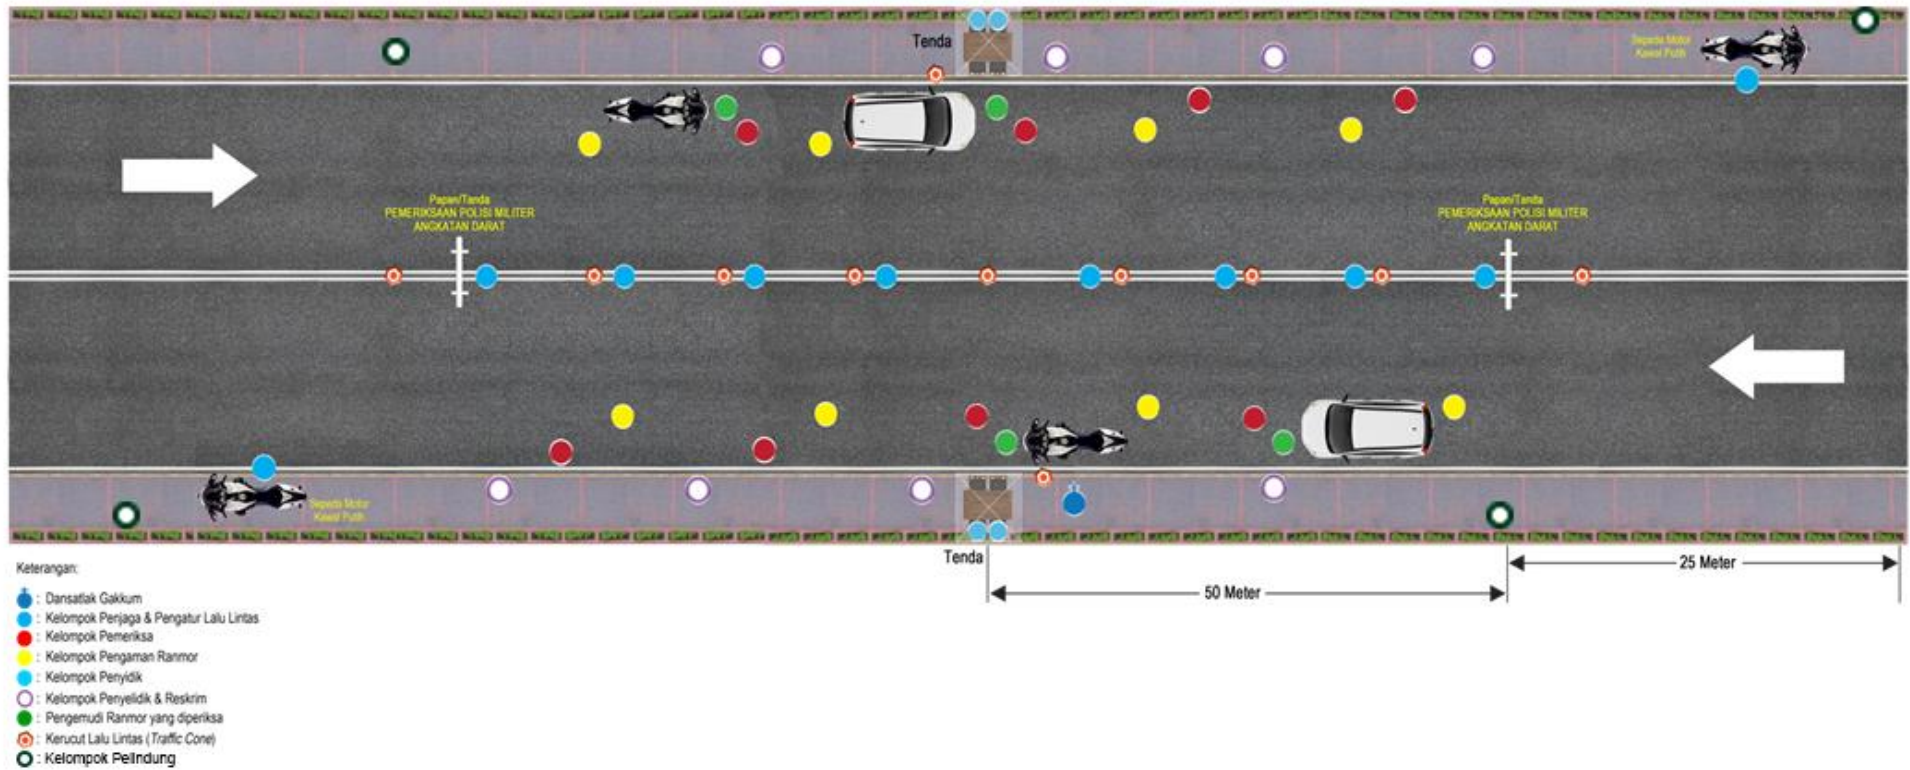 Tenda
Sepeda Motor
Kawal Putih
Papan/Tanda
PEMERIKSAAN POLISI MILITER
ANGKATAN DARAT
Papan/Tanda
PEMERIKSAAN POLISI MILITER
ANGKATAN DARAT
Sepeda Motor
Kawal Putih
Tenda
25 Meter
50 Meter
Keterangan:
: Dansatlak Gakkum
: Kelompok Penjaga & Pengatur Lalu Lintas
: Kelompok Pemeriksa
: Kelompok Pengaman Ranmor
: Kelompok Penyidik
: Kelompok Penyelidik & Reskrim
: Pengemudi Ranmor yang diperiksa
: Kerucut Lalu Lintas (Traffic Cone)
: Kelompok Pelindung